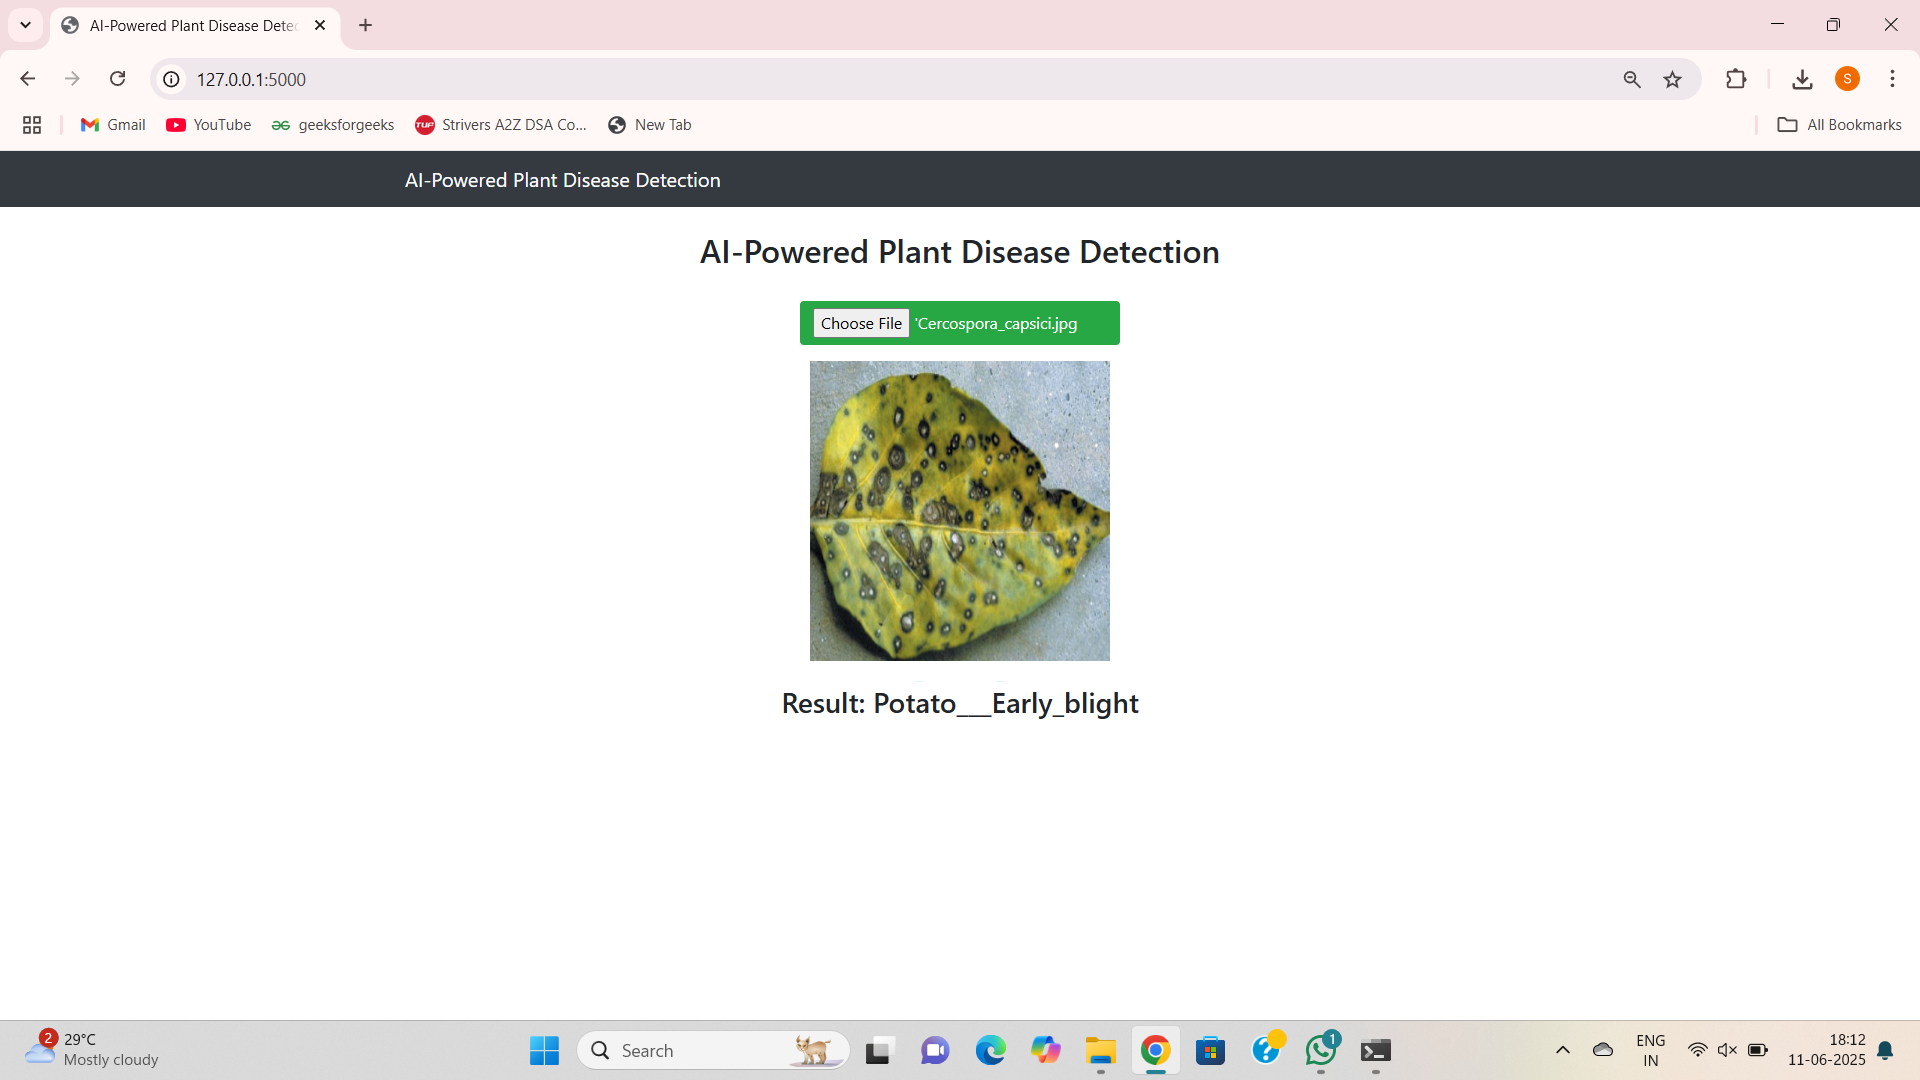 AI-Powered Plant Disease Detec
127.0.0.1:5000
S
Gmail
YouTube
geeksforgeeks
TUF Strivers A2Z DSA Co...
New Tab
All Bookmarks
AI-Powered Plant Disease Detection
AI-Powered Plant Disease Detection
Choose File 'Cercospora_capsici.jpg
Result: Potato___Early_blight
2
29°C
Mostly cloudy
Search
1
ENG
IN
18:12
11-06-2025